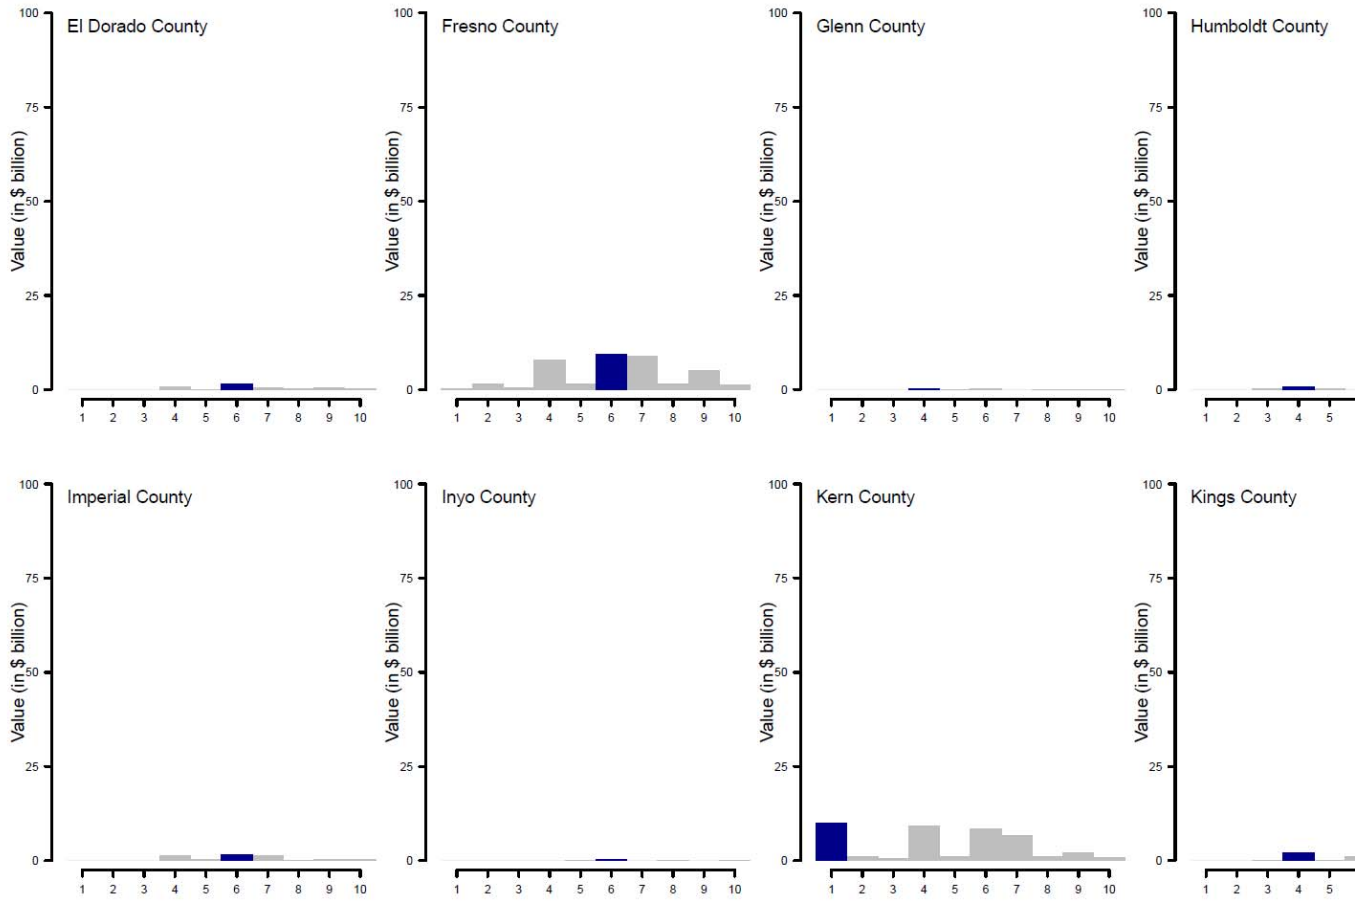 El Dorado County
100
75
50
25
0
Value (in $ billion)
1 2 3 4 5 6 7 8 9 10
Fresno County
100
75
50
25
0
Value (in $ billion)
1 2 3 4 5 6 7 8 9 10
Glenn County
100
75
50
25
0
Value (in $ billion)
1 2 3 4 5 6 7 8 9 10
Humboldt County
100
75
50
25
0
Value (in $ billion)
1 2 3 4 5
Imperial County
100
75
50
25
0
Value (in $ billion)
1 2 3 4 5 6 7 8 9 10
Inyo County
100
75
50
25
0
Value (in $ billion)
1 2 3 4 5 6 7 8 9 10
Kern County
100
75
50
25
0
Value (in $ billion)
1 2 3 4 5 6 7 8 9 10
Kings County
100
75
50
25
0
Value (in $ billion)
1 2 3 4 5